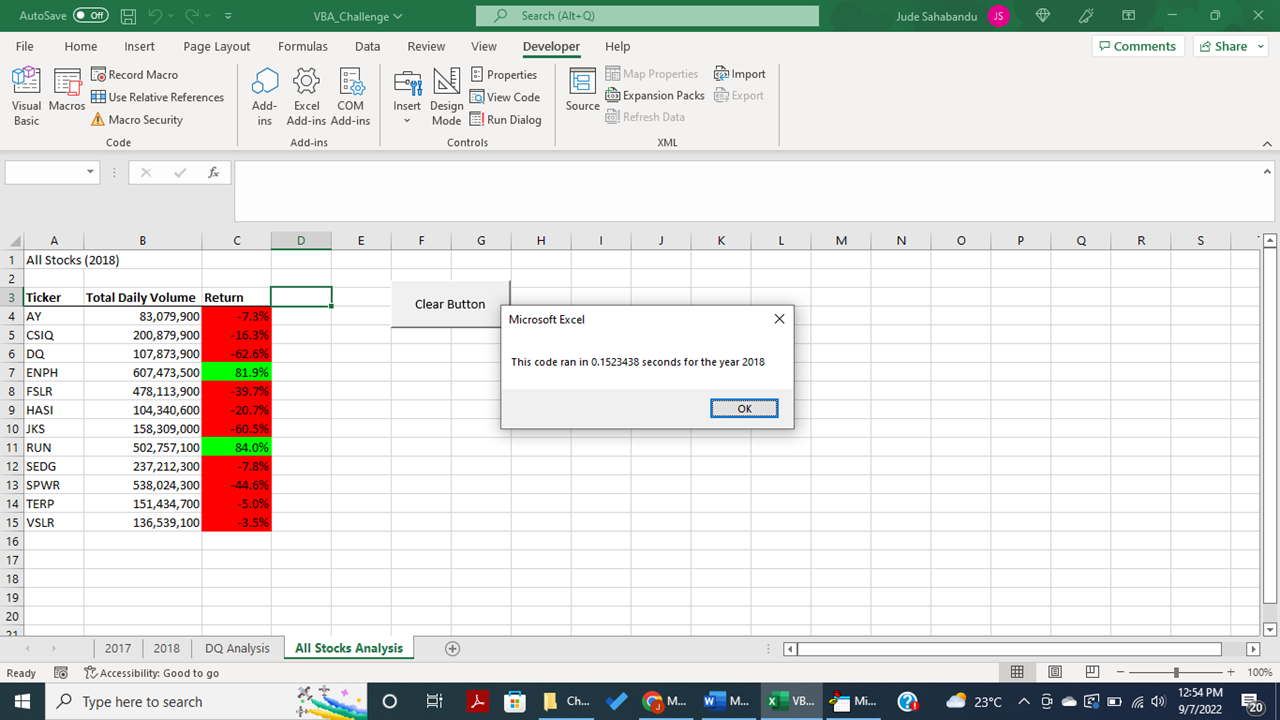 AutoSave Off VBA_Challenge Search (Alt+Q) Jude Sahabandu JS
File Home Insert Page Layout Formulas Data Review View Developer Help Comments Share
Visual Basic
Macros
Record Macro
Use Relative References
Macro Security
Code
Add-ins
Excel Add-ins
COM Add-ins
Add-ins
Insert
Design Mode
Properties
View Code
Run Dialog
Controls
Source
Map Properties
Expansion Packs
Refresh Data
Import
Export
XML
fx
A B C D E F G H I J K L M N O P Q R S
1 All Stocks (2018)
2
3 Ticker Total Daily Volume Return
4 AY 83,079,900 -7.3%
5 CSIQ 200,879,900 -16.3%
6 DQ 107,873,900 -62.6%
7 ENPH 607,473,500 81.9%
8 FSLR 478,113,900 -39.7%
9 HASI 104,340,600 -20.7%
10 JKS 158,309,000 -60.5%
11 RUN 502,757,100 84.0%
12 SEDG 237,212,300 -7.8%
13 SPWR 538,024,300 -44.6%
14 TERP 151,434,700 -5.0%
15 VSLR 136,539,100 -3.5%
16
17
18
19
20
21
Clear Button
Microsoft Excel
This code ran in 0.1523438 seconds for the year 2018
OK
2017 2018 DQ Analysis All Stocks Analysis
Ready Accessibility: Good to go 100%
Type here to search Ch... M... M... VB... Mi... 23°C 12:54 PM
9/7/2022 20